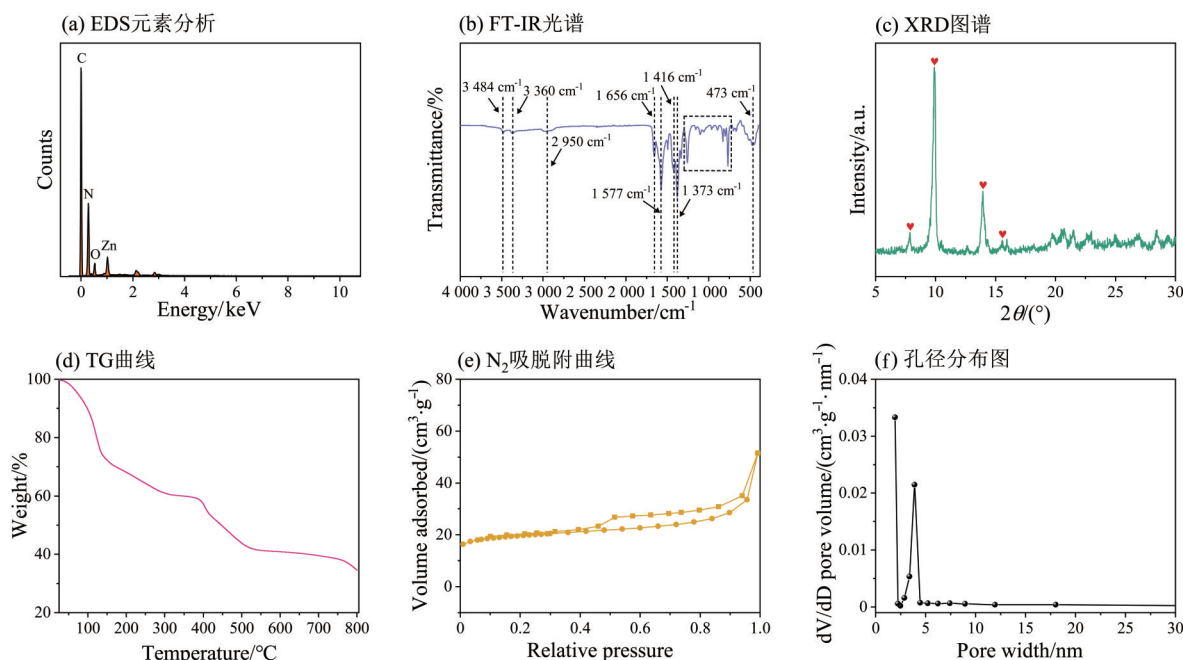 (a) EDS元素分析
Counts
C
N
O
Zn
0 2 4 6 8 10
Energy/keV
(b) FT-IR光谱
Transmittance/%
3 484 cm⁻¹
3 360 cm⁻¹
2 950 cm⁻¹
1 656 cm⁻¹
1 416 cm⁻¹
473 cm⁻¹
1 577 cm⁻¹
1 373 cm⁻¹
4 000 3 500 3 000 2 500 2 000 1 500 1 000 500
Wavenumber/cm⁻¹
(c) XRD图谱
Intensity/a.u.
5 10 15 20 25 30
2θ/(°)
(d) TG曲线
Weight/%
100
80
60
40
20
100 200 300 400 500 600 700 800
Temperature/°C
(e) N₂吸脱附曲线
Volume adsorbed/(cm³·g⁻¹)
80
60
40
20
0
0 0.2 0.4 0.6 0.8 1.0
Relative pressure
(f) 孔径分布图
dV/dD pore volume/(cm³·g⁻¹·nm⁻¹)
0.04
0.03
0.02
0.01
0
0 5 10 15 20 25 30
Pore width/nm